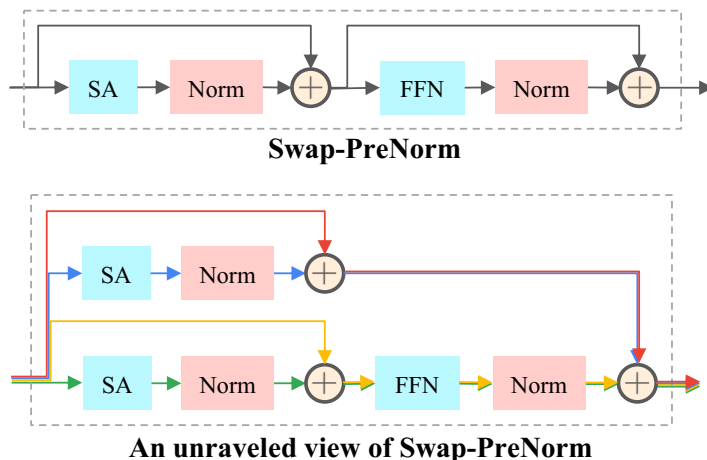 SA Norm FFN Norm
Swap-PreNorm
SA Norm
SA Norm FFN Norm
An unraveled view of Swap-PreNorm